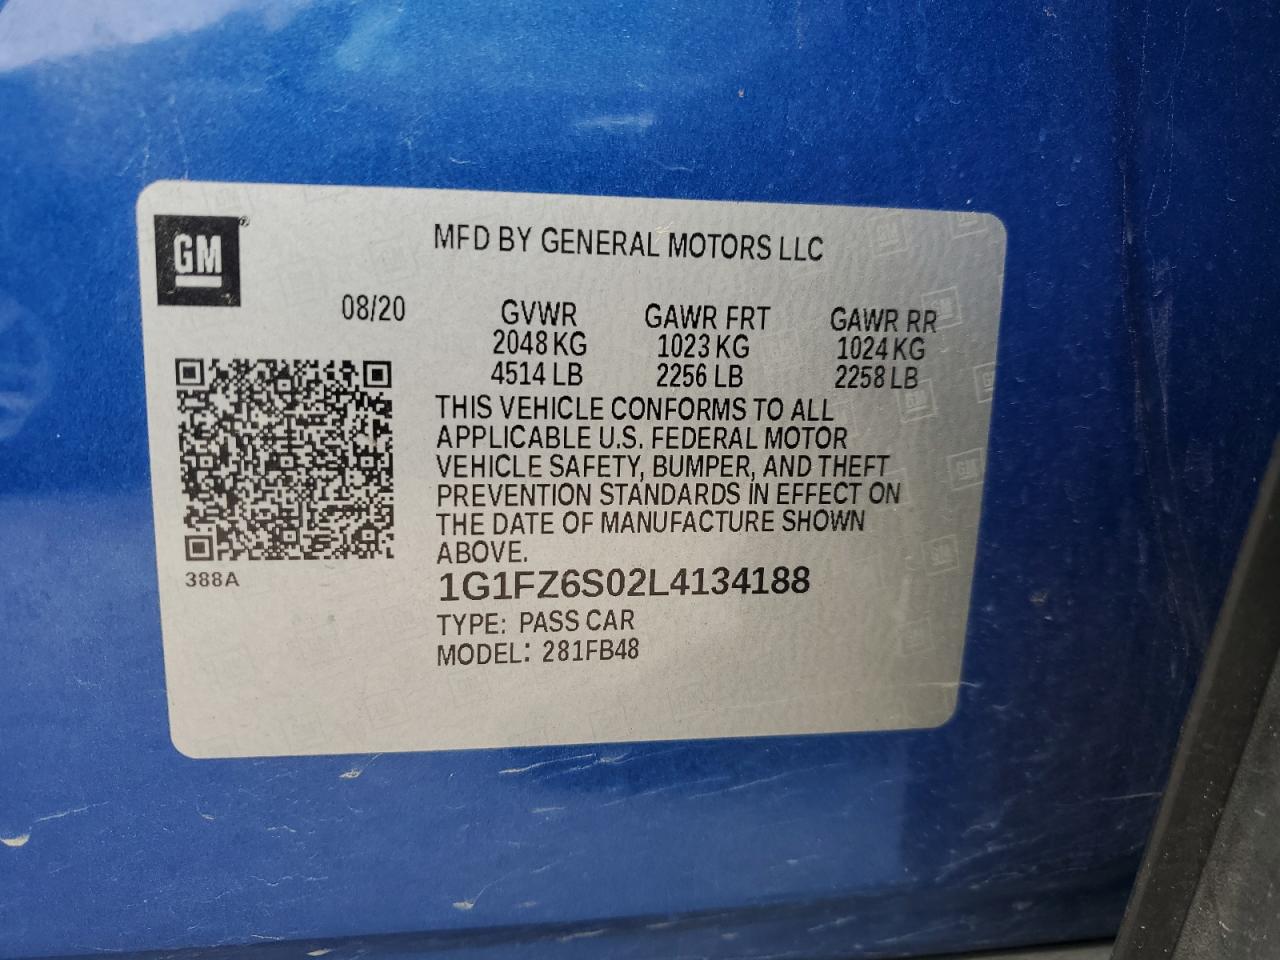 GM
MFD BY GENERAL MOTORS LLC
08/20
GVWR GAWR FRT GAWR RR
2048 KG 1023 KG 1024 KG
4514 LB 2256 LB 2258 LB
THIS VEHICLE CONFORMS TO ALL
APPLICABLE U.S. FEDERAL MOTOR
VEHICLE SAFETY, BUMPER, AND THEFT
PREVENTION STANDARDS IN EFFECT ON
THE DATE OF MANUFACTURE SHOWN
ABOVE.
388A
1G1FZ6S02L4134188
TYPE: PASS CAR
MODEL: 281FB48